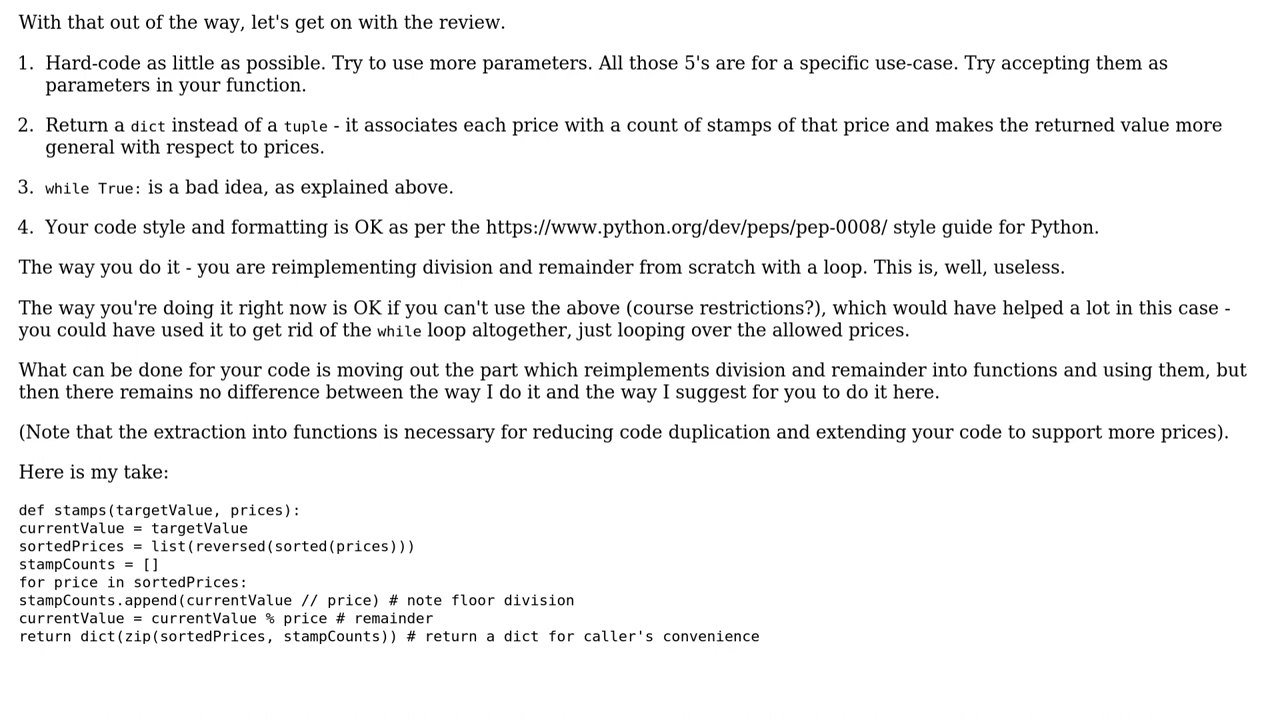 With that out of the way, let's get on with the review.
1. Hard-code as little as possible. Try to use more parameters. All those 5's are for a specific use-case. Try accepting them as
parameters in your function.
2. Return a dict instead of a tuple - it associates each price with a count of stamps of that price and makes the returned value more
general with respect to prices.
3. while True: is a bad idea, as explained above.
4. Your code style and formatting is OK as per the https://www.python.org/dev/peps/pep-0008/ style guide for Python.
The way you do it - you are reimplementing division and remainder from scratch with a loop. This is, well, useless.
The way you're doing it right now is OK if you can't use the above (course restrictions?), which would have helped a lot in this case -
you could have used it to get rid of the while loop altogether, just looping over the allowed prices.
What can be done for your code is moving out the part which reimplements division and remainder into functions and using them, but
then there remains no difference between the way I do it and the way I suggest for you to do it here.
(Note that the extraction into functions is necessary for reducing code duplication and extending your code to support more prices).
Here is my take:
def stamps(targetValue, prices):
currentValue = targetValue
sortedPrices = list(reversed(sorted(prices)))
stampCounts = []
for price in sortedPrices:
stampCounts.append(currentValue // price) # note floor division
currentValue = currentValue % price # remainder
return dict(zip(sortedPrices, stampCounts)) # return a dict for caller's convenience